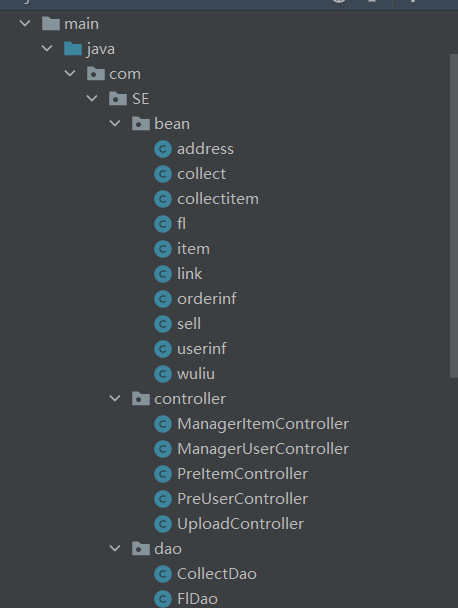 main
java
com
SE
bean
address
collect
collectitem
fl
item
link
orderinf
sell
userinf
wuliu
controller
ManagerItemController
ManagerUserController
PreItemController
PreUserController
UploadController
dao
CollectDao
FlDao